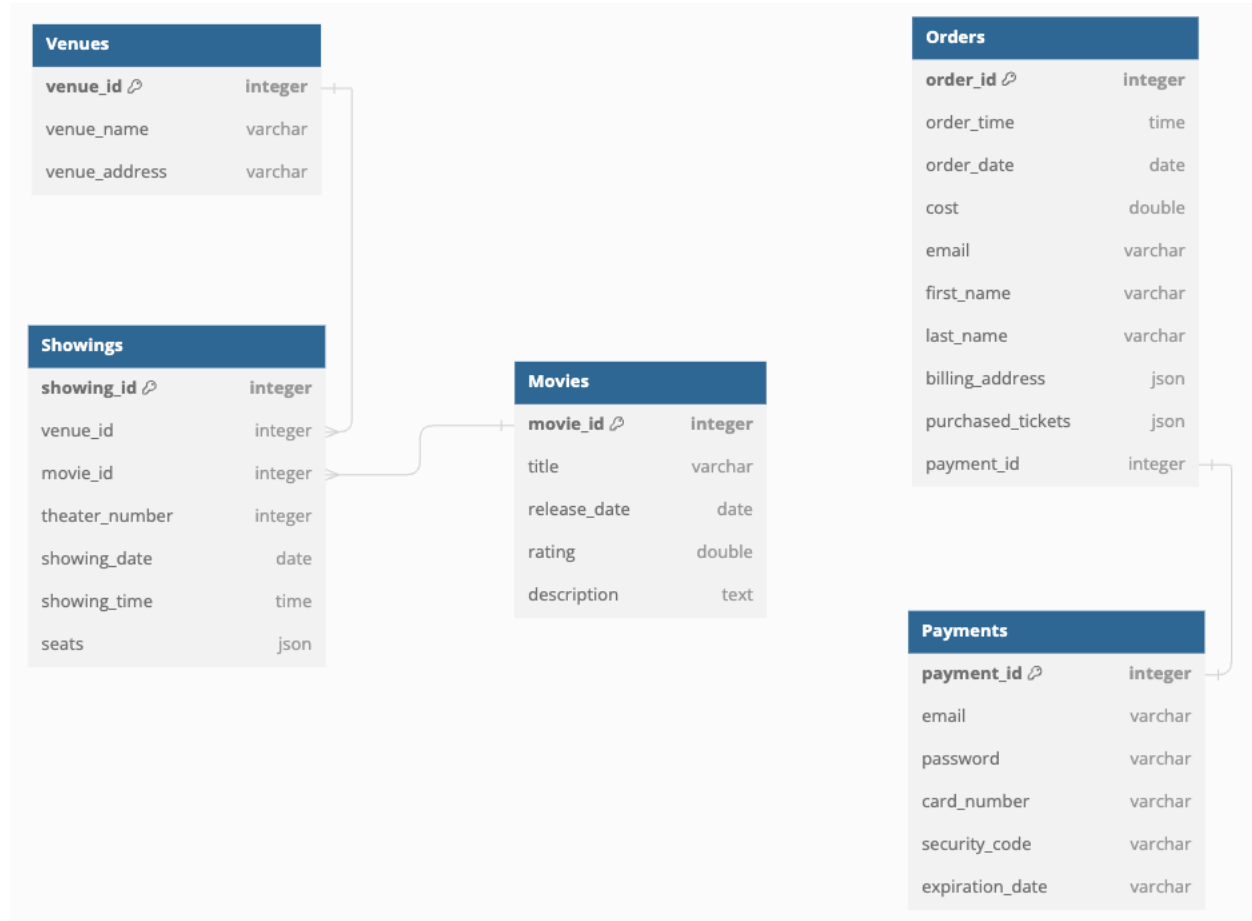 Venues
venue_id integer
venue_name varchar
venue_address varchar
Showings
showing_id integer
venue_id integer
movie_id integer
theater_number integer
showing_date date
showing_time time
seats json
Movies
movie_id integer
title varchar
release_date date
rating double
description text
Orders
order_id integer
order_time time
order_date date
cost double
email varchar
first_name varchar
last_name varchar
billing_address json
purchased_tickets json
payment_id integer
Payments
payment_id integer
email varchar
password varchar
card_number varchar
security_code varchar
expiration_date varchar